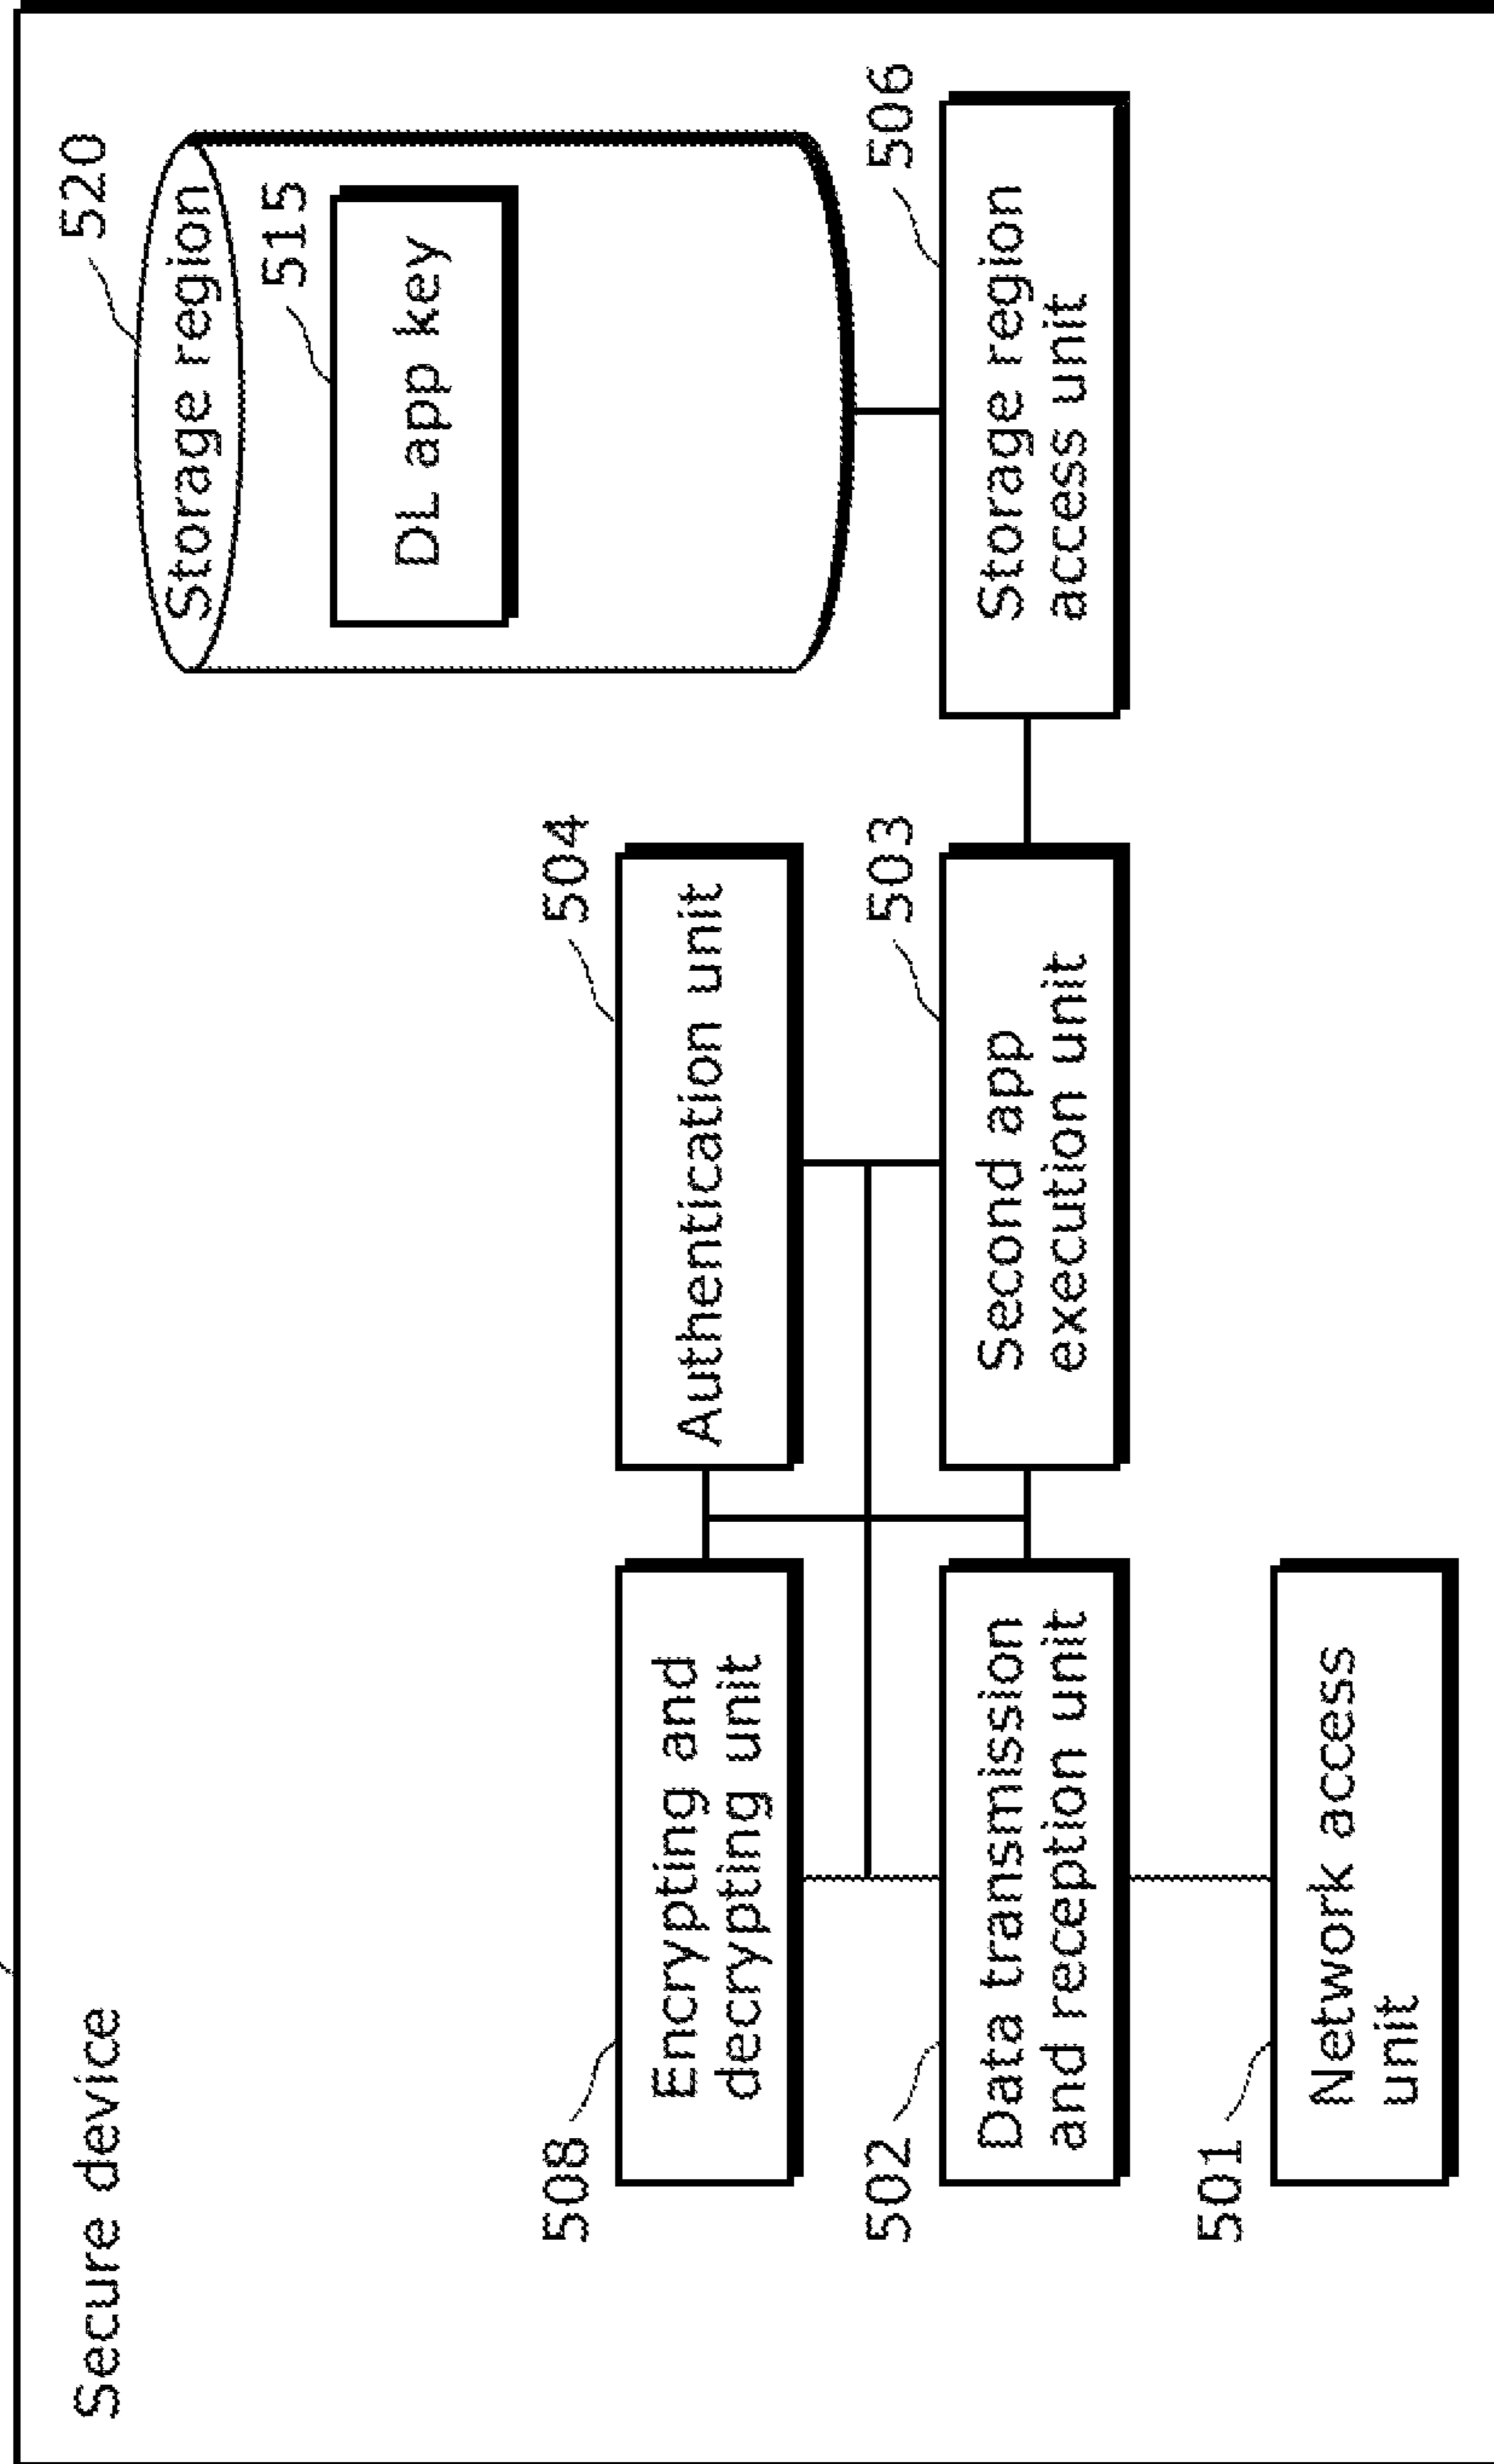 Secure device
520
Storage region
515
DL app key
508
Encrypting and
decrypting unit
504
Authentication unit
502
Data transmission
and reception unit
503
Second app
execution unit
506
Storage region
access unit
501
Network access
unit